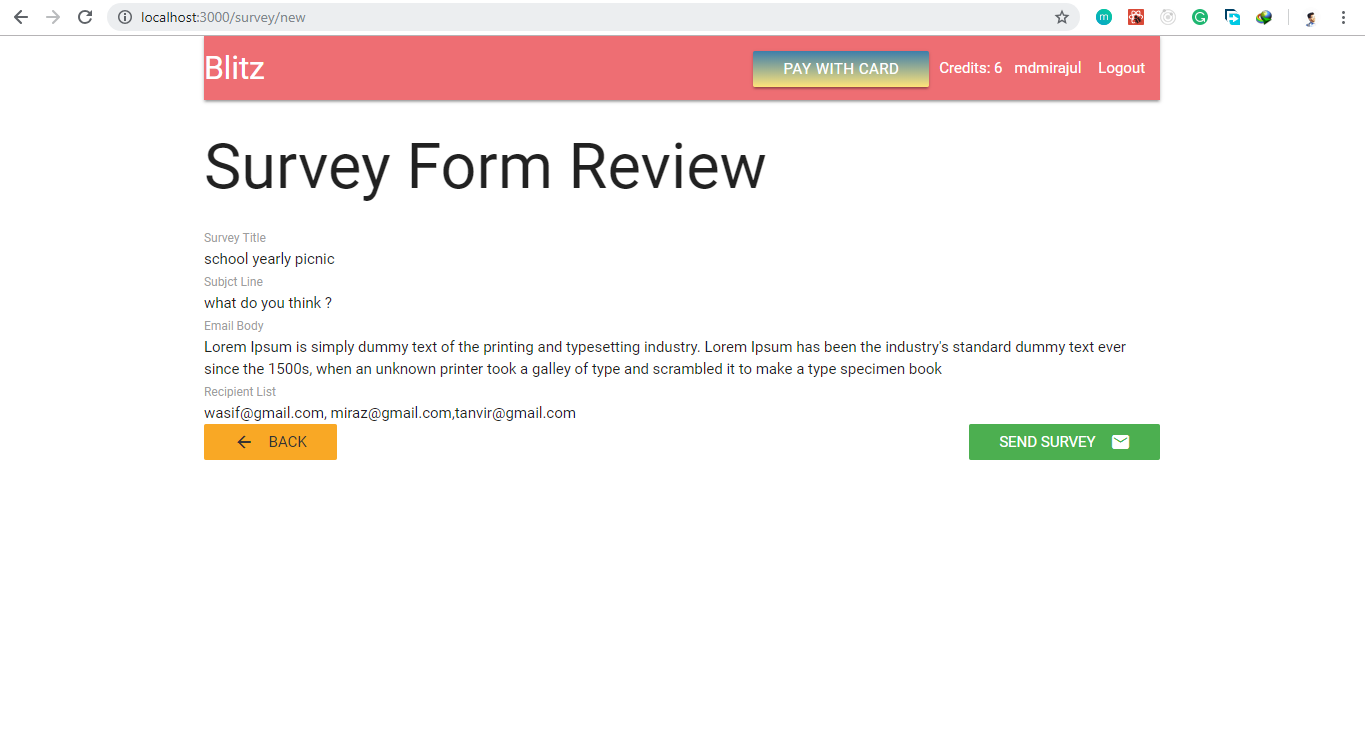 localhost:3000/survey/new
Blitz
PAY WITH CARD Credits: 6 mdmirajul Logout
Survey Form Review
Survey Title
school yearly picnic
Subjct Line
what do you think ?
Email Body
Lorem Ipsum is simply dummy text of the printing and typesetting industry. Lorem Ipsum has been the industry's standard dummy text ever
since the 1500s, when an unknown printer took a galley of type and scrambled it to make a type specimen book
Recipient List
wasif@gmail.com, miraz@gmail.com,tanvir@gmail.com
BACK
SEND SURVEY